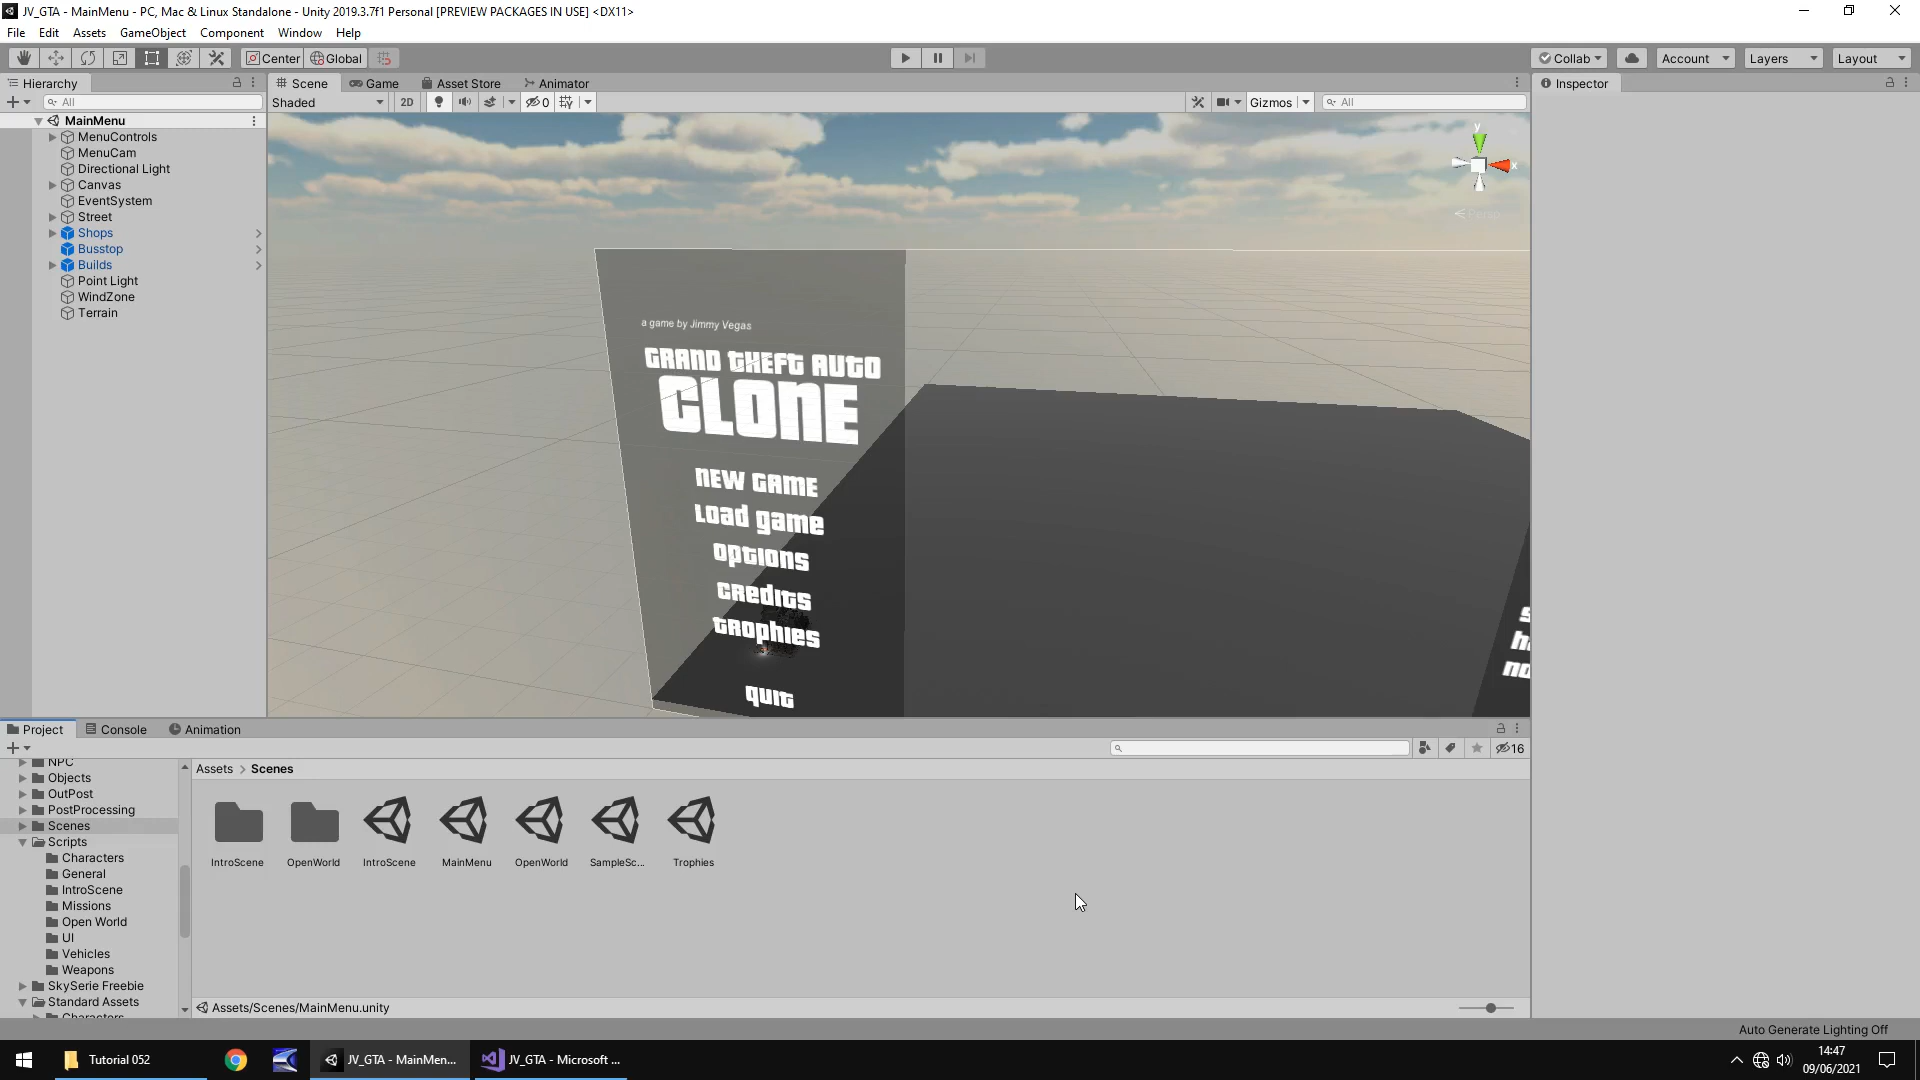 JV_GTA - MainMenu - PC, Mac & Linux Standalone - Unity 2019.3.7f1 Personal [PREVIEW PACKAGES IN USE] <DX11>
File Edit Assets GameObject Component Window Help
Center Global Collab Account Layers Layout
Hierarchy Scene Game Asset Store Animator Inspector
All Shaded 2D 0 Gizmos All
MainMenu
MenuControls
MenuCam
Directional Light
Canvas
EventSystem
Street
Shops
Busstop
Builds
Point Light
WindZone
Terrain
y
x
Persp
a game by Jimmy Vegas
GRAND THEFT AUTO
CLONE
NEW GAME
Load game
options
credits
trophies
quit
Project Console Animation
16
NPC
Objects
OutPost
PostProcessing
Scenes
Scripts
Characters
General
IntroScene
Missions
Open World
UI
Vehicles
Weapons
SkySerie Freebie
Standard Assets
Characters
Assets > Scenes
IntroScene OpenWorld IntroScene MainMenu OpenWorld SampleSc... Trophies
Assets/Scenes/MainMenu.unity
Auto Generate Lighting Off
Tutorial 052 JV_GTA - MainMen... JV_GTA - Microsoft ...
14:47
09/06/2021